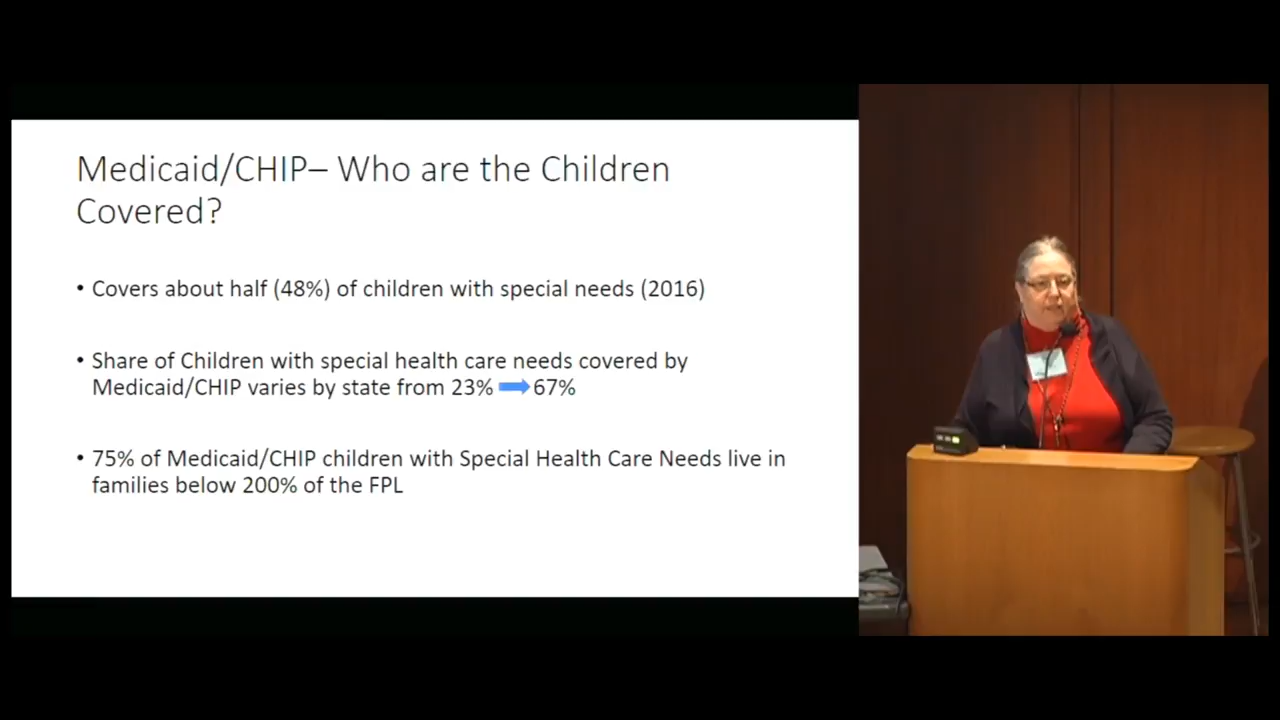 Medicaid/CHIP– Who are the Children
Covered?
• Covers about half (48%) of children with special needs (2016)
• Share of Children with special health care needs covered by
Medicaid/CHIP varies by state from 23% 67%
• 75% of Medicaid/CHIP children with Special Health Care Needs live in
families below 200% of the FPL